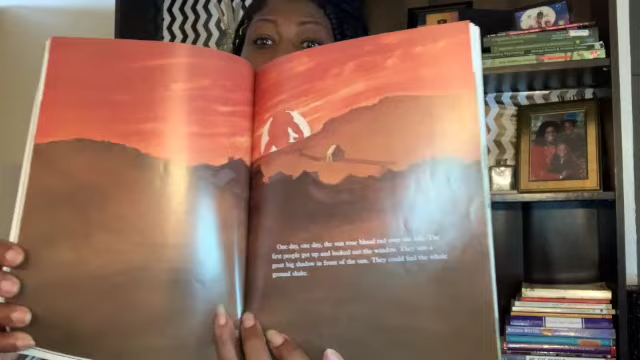 One day, one day, the sun rose blood red over the hill. The
first people got up and looked out the window. They saw a
great big shadow in front of the sun. They could feel the whole
ground shake.